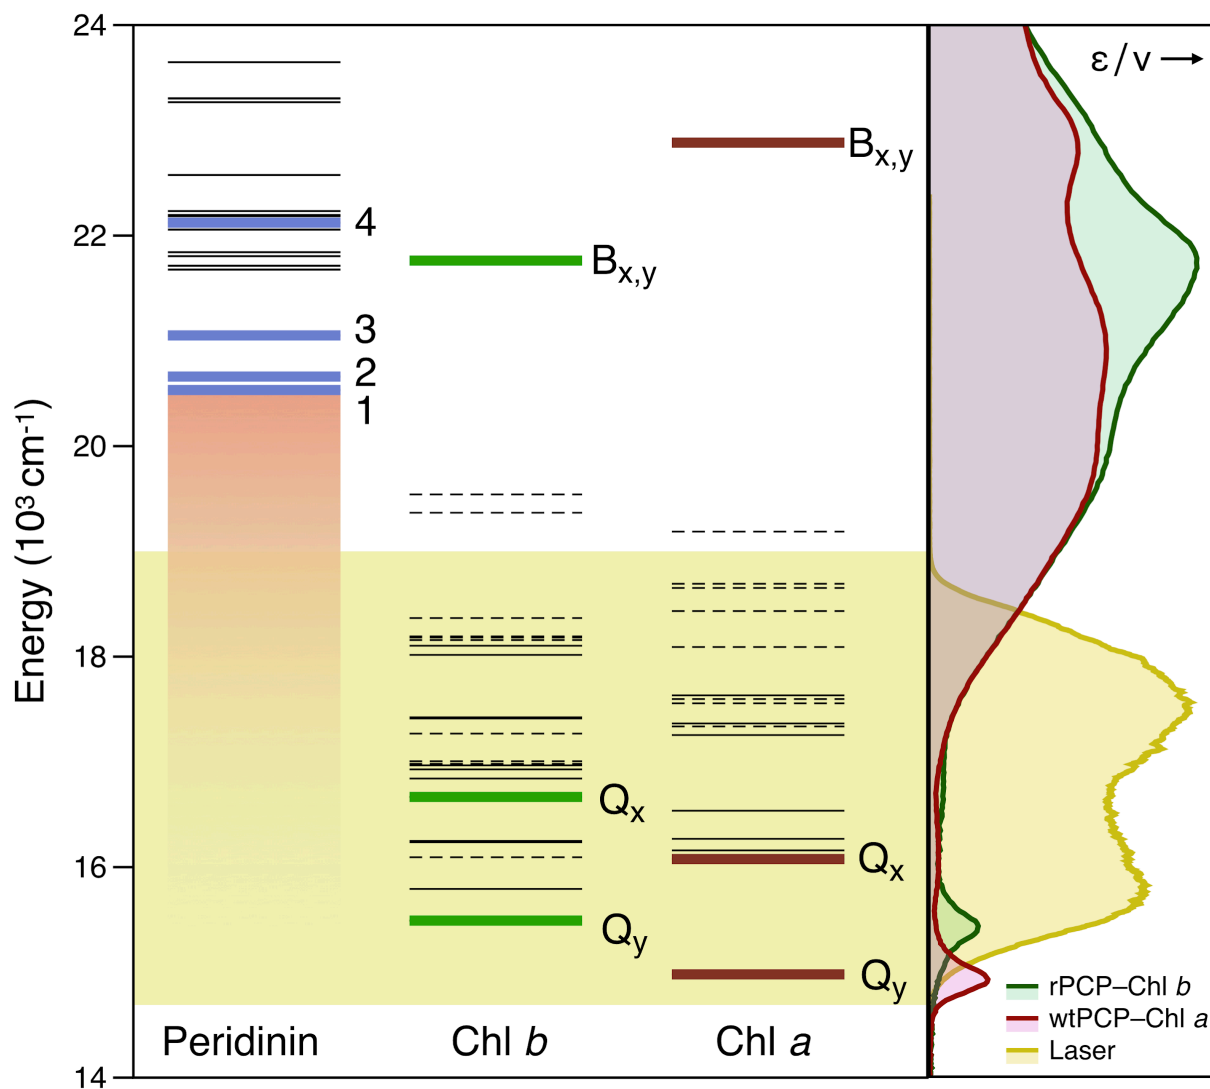 24
22
20
18
16
14
Energy (10³ cm⁻¹)
4
3
2
1
Bx,y
Qx
Qy
Bx,y
Qx
Qy
Peridinin
Chl b
Chl a
ε / ν
rPCP–Chl b
wtPCP–Chl a
Laser